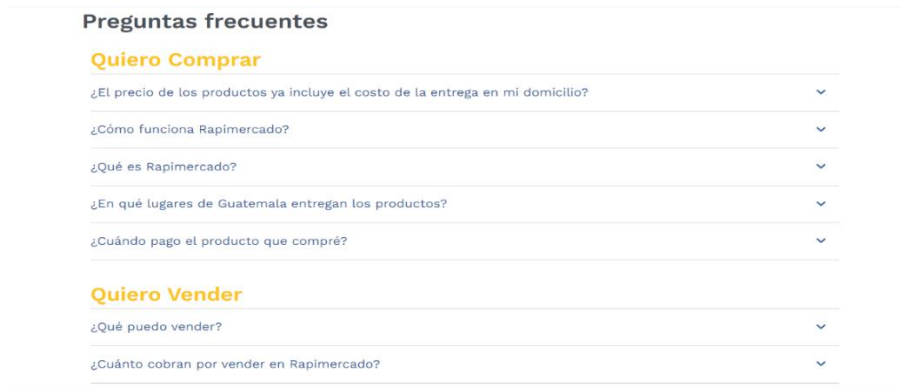 Preguntas frecuentes
Quiero Comprar
¿El precio de los productos ya incluye el costo de la entrega en mi domicilio?
¿Cómo funciona Rapimercado?
¿Qué es Rapimercado?
¿En qué lugares de Guatemala entregan los productos?
¿Cuándo pago el producto que compré?
Quiero Vender
¿Qué puedo vender?
¿Cuánto cobran por vender en Rapimercado?